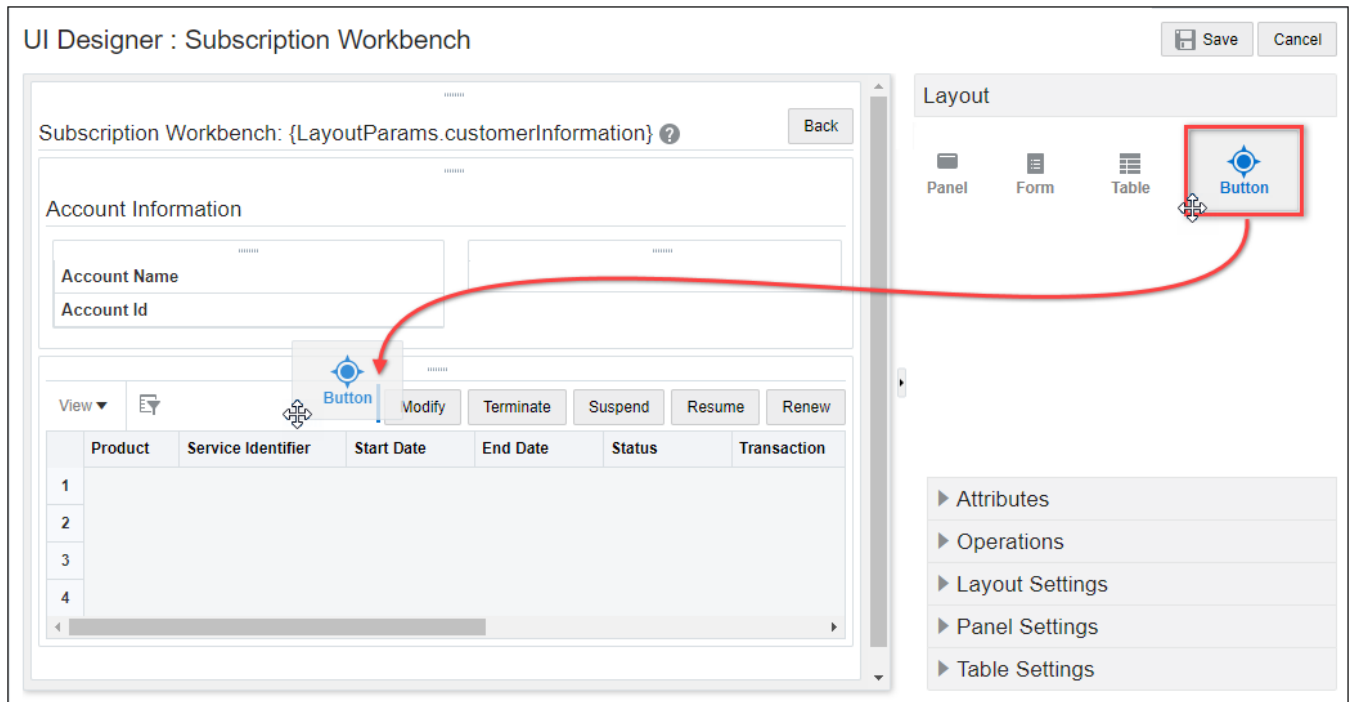 UI Designer : Subscription Workbench
Save Cancel
Subscription Workbench: {LayoutParams.customerInformation} ?
Back
Account Information
Account Name
Account Id
Button
View Modify Terminate Suspend Resume Renew
Product Service Identifier Start Date End Date Status Transaction
1
2
3
4
Layout
Panel Form Table Button
Attributes
Operations
Layout Settings
Panel Settings
Table Settings